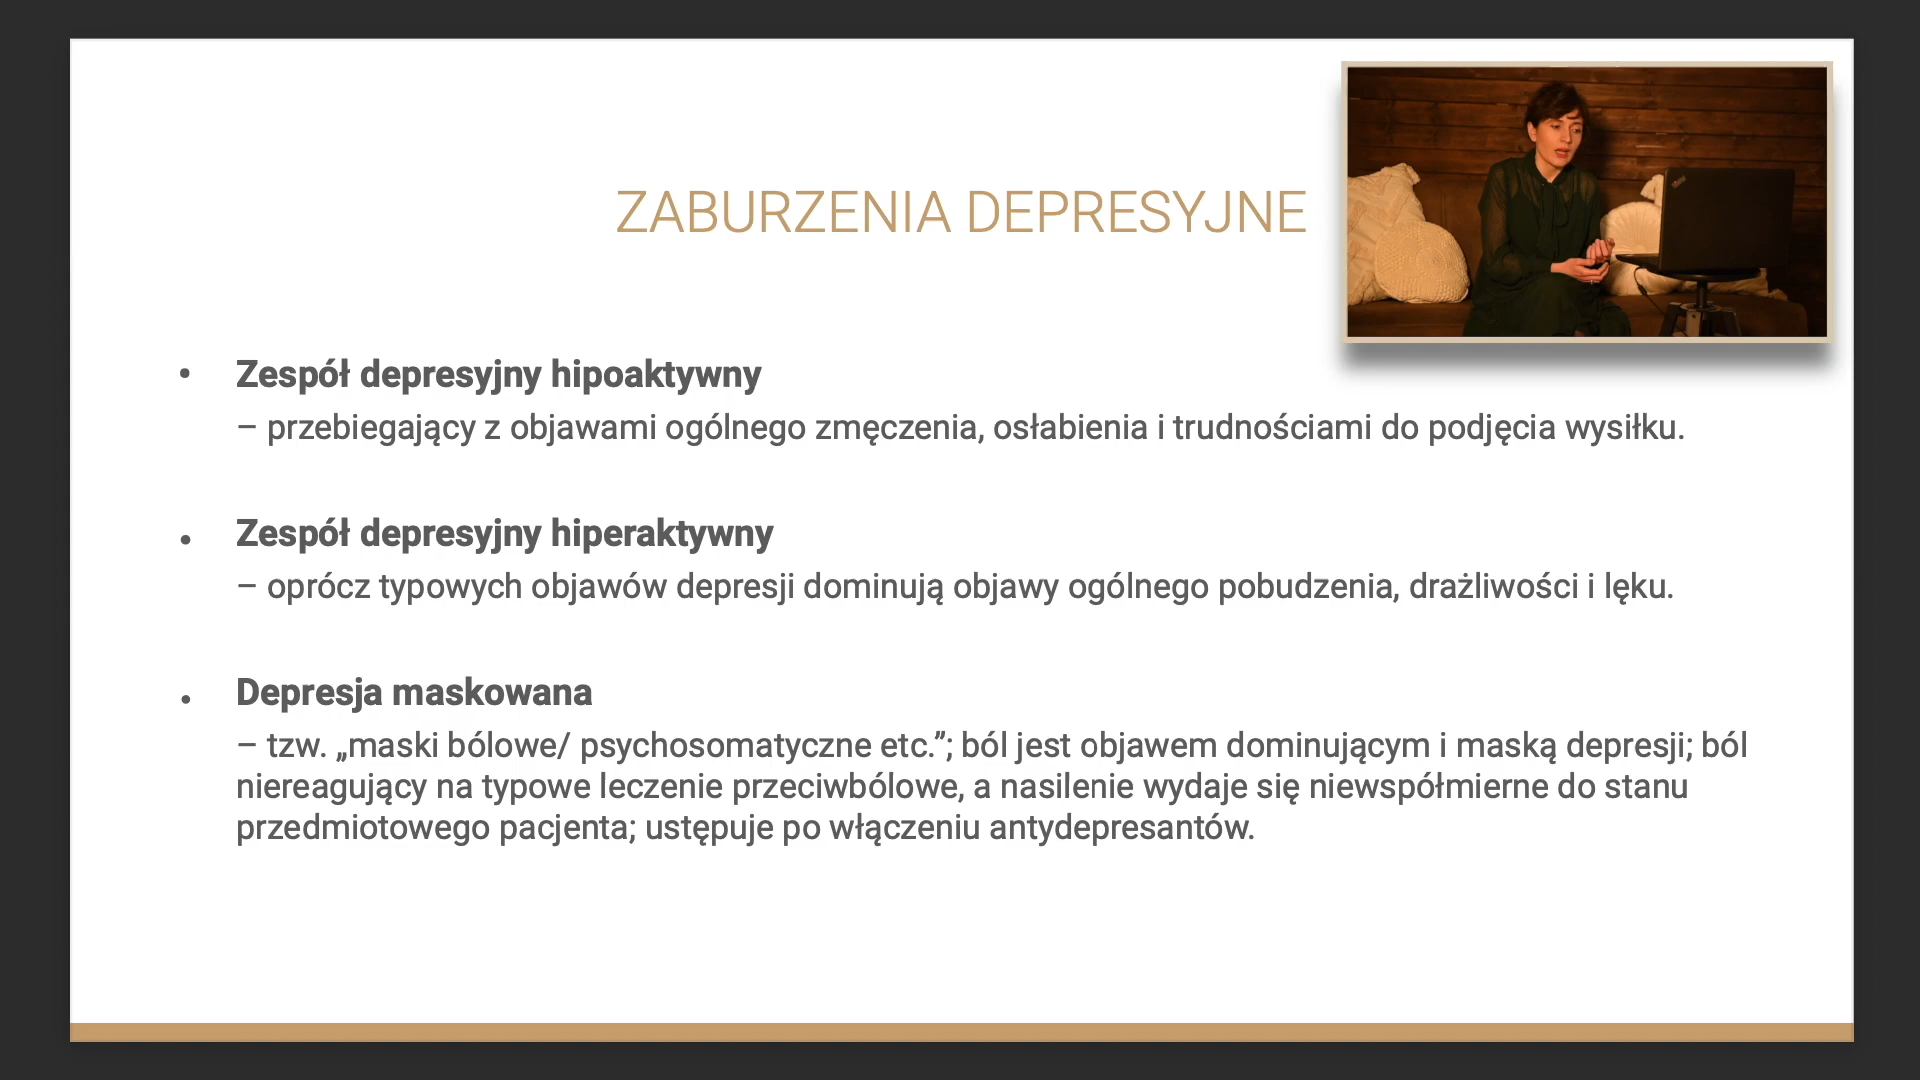 ZABURZENIA DEPRESYJNE
• Zespół depresyjny hipoaktywny
– przebiegający z objawami ogólnego zmęczenia, osłabienia i trudnościami do podjęcia wysiłku.
• Zespół depresyjny hiperaktywny
– oprócz typowych objawów depresji dominują objawy ogólnego pobudzenia, drażliwości i lęku.
• Depresja maskowana
– tzw. „maski bólowe/ psychosomatyczne etc.”; ból jest objawem dominującym i maską depresji; ból
niereagujący na typowe leczenie przeciwbólowe, a nasilenie wydaje się niewspółmierne do stanu
przedmiotowego pacjenta; ustępuje po włączeniu antydepresantów.